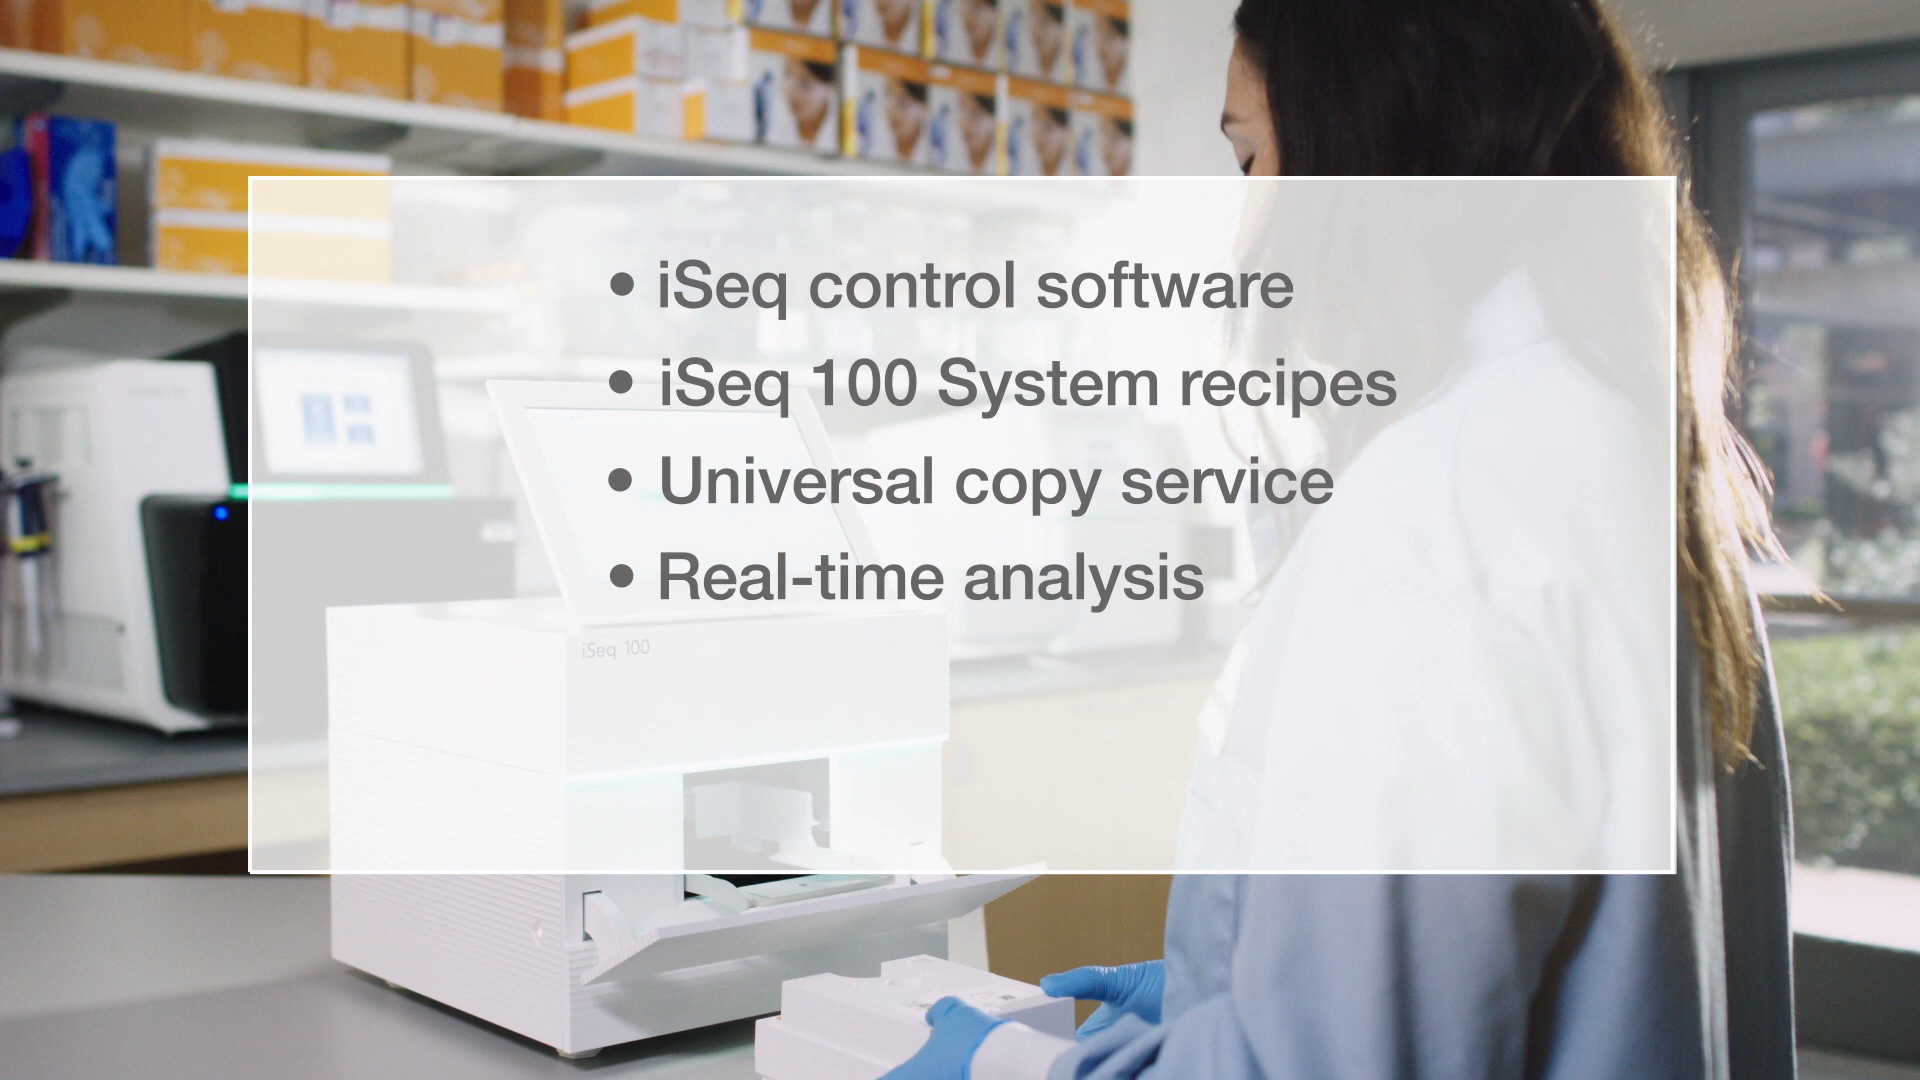 • iSeq control software
• iSeq 100 System recipes
• Universal copy service
• Real-time analysis
iSeq 100